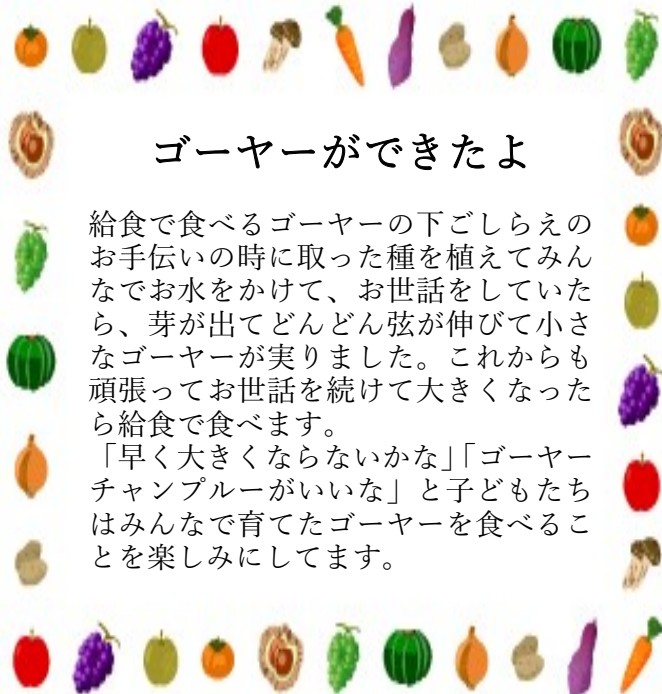 ゴーヤーができたよ
給食で食べるゴーヤーの下ごしらえの
お手伝いの時に取った種を植えてみん
なでお水をかけて、お世話をしていた
ら、芽が出てどんどん弦が伸びて小さ
なゴーヤーが実りました。これからも
頑張ってお世話を続けて大きくなった
ら給食で食べます。
「早く大きくならないかな」「ゴーヤー
チャンプルーがいいな」と子どもたち
はみんなで育てたゴーヤーを食べるこ
とを楽しみにしてます。